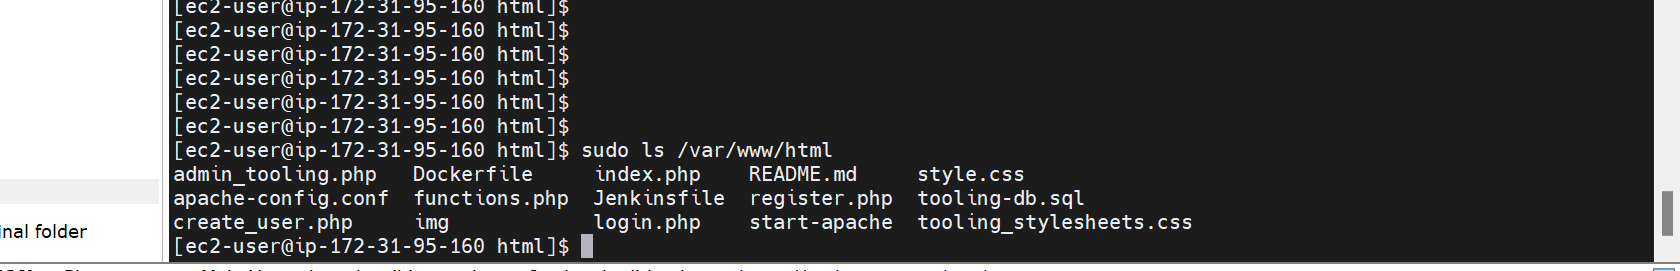 [ec2-user@ip-172-31-95-160 html]$
[ec2-user@ip-172-31-95-160 html]$
[ec2-user@ip-172-31-95-160 html]$
[ec2-user@ip-172-31-95-160 html]$
[ec2-user@ip-172-31-95-160 html]$
[ec2-user@ip-172-31-95-160 html]$
[ec2-user@ip-172-31-95-160 html]$ sudo ls /var/www/html
admin_tooling.php Dockerfile index.php README.md style.css
apache-config.conf functions.php Jenkinsfile register.php tooling-db.sql
create_user.php img login.php start-apache tooling_stylesheets.css
inal folder
[ec2-user@ip-172-31-95-160 html]$